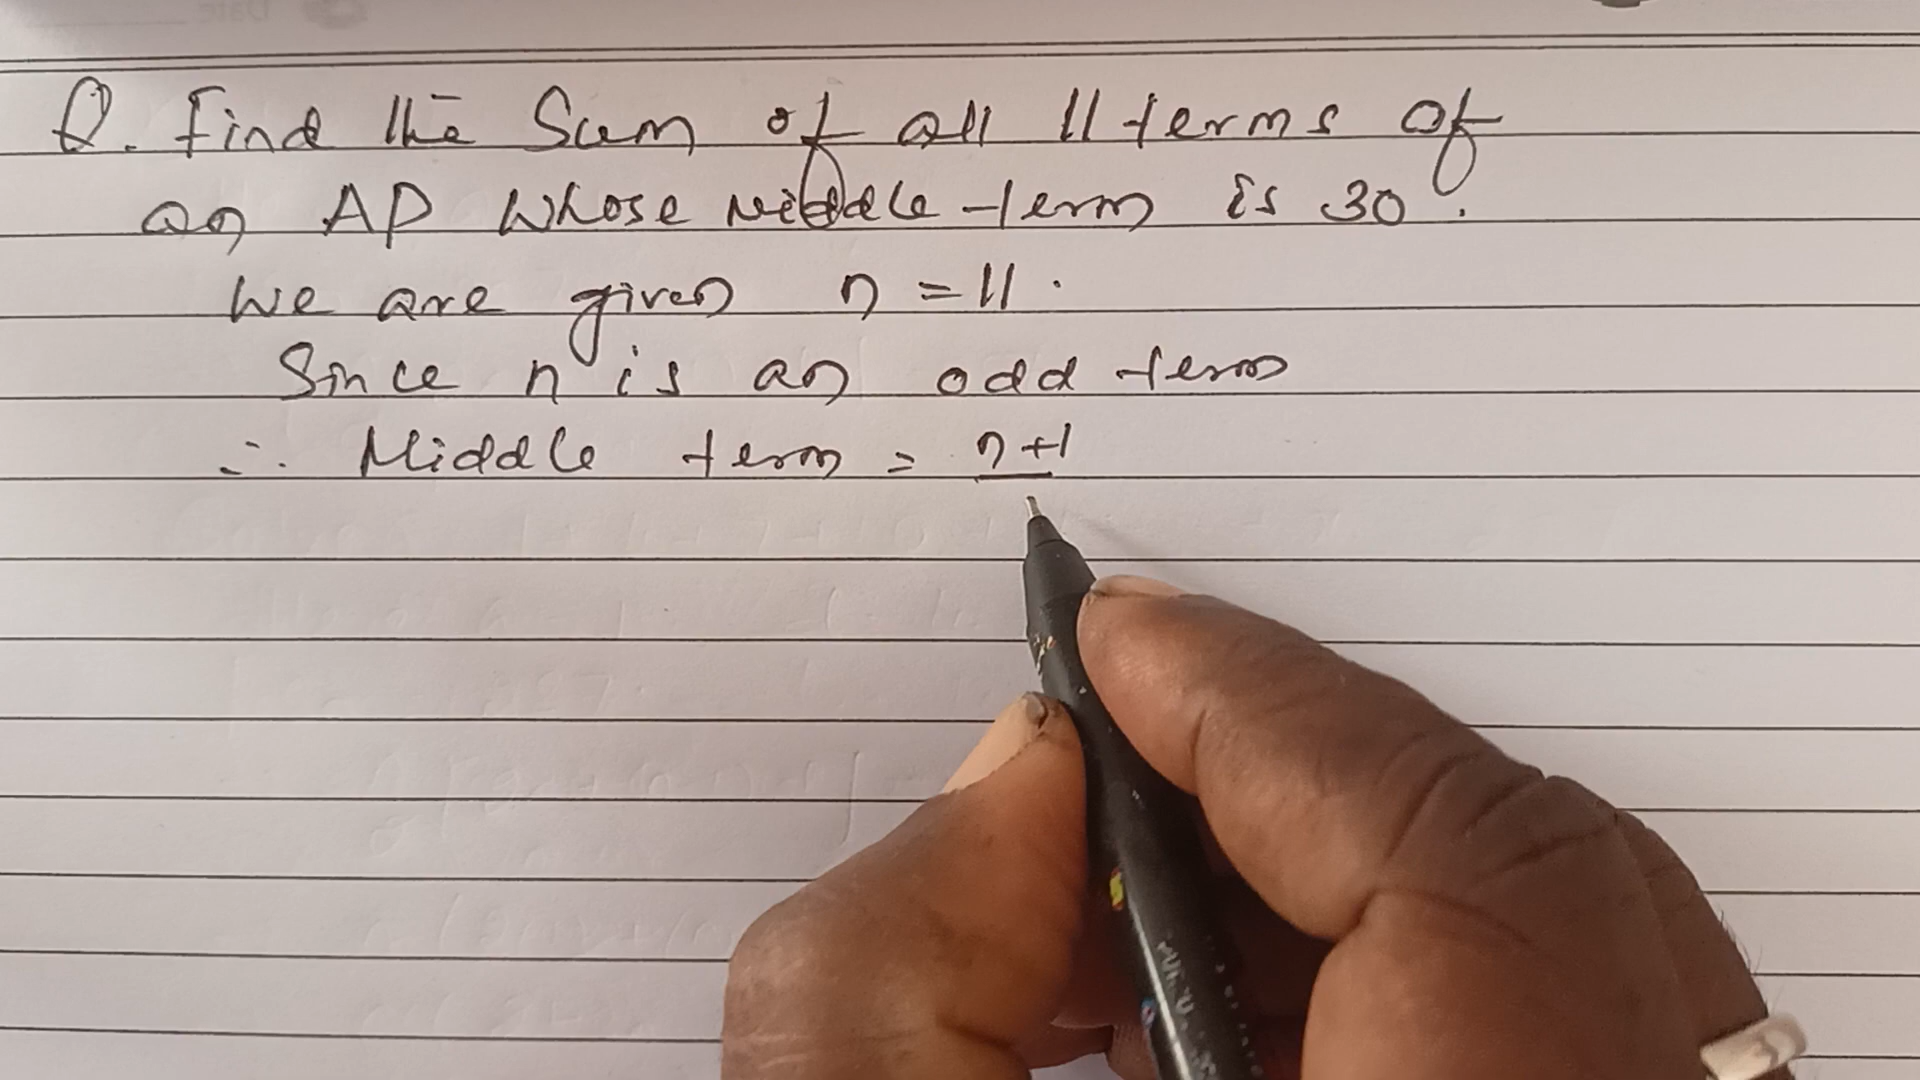 Q. Find the Sum of all 11 terms of
an AP whose middle term is 30.
We are given n = 11.
Since n is an odd term
∴ Middle term = n+1